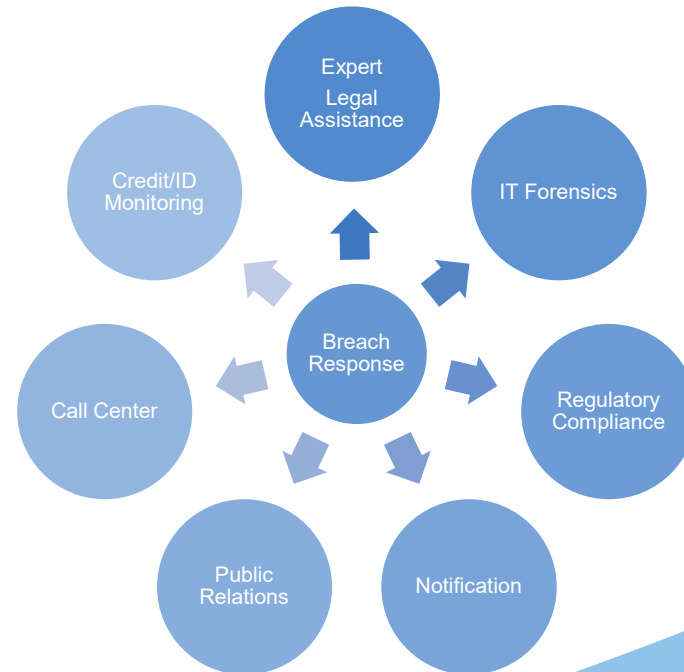 Expert
Legal
Assistance
IT Forensics
Regulatory
Compliance
Notification
Public
Relations
Call Center
Credit/ID
Monitoring
Breach
Response